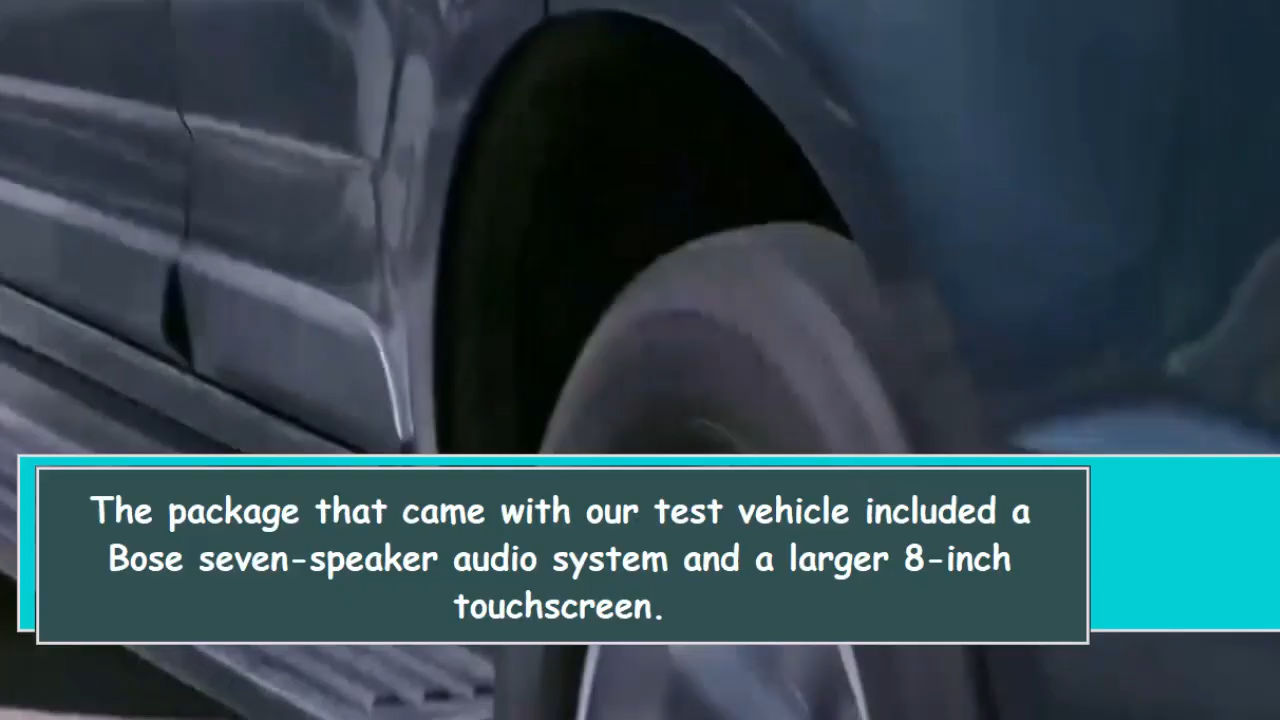 The package that came with our test vehicle included a
Bose seven-speaker audio system and a larger 8-inch
touchscreen.